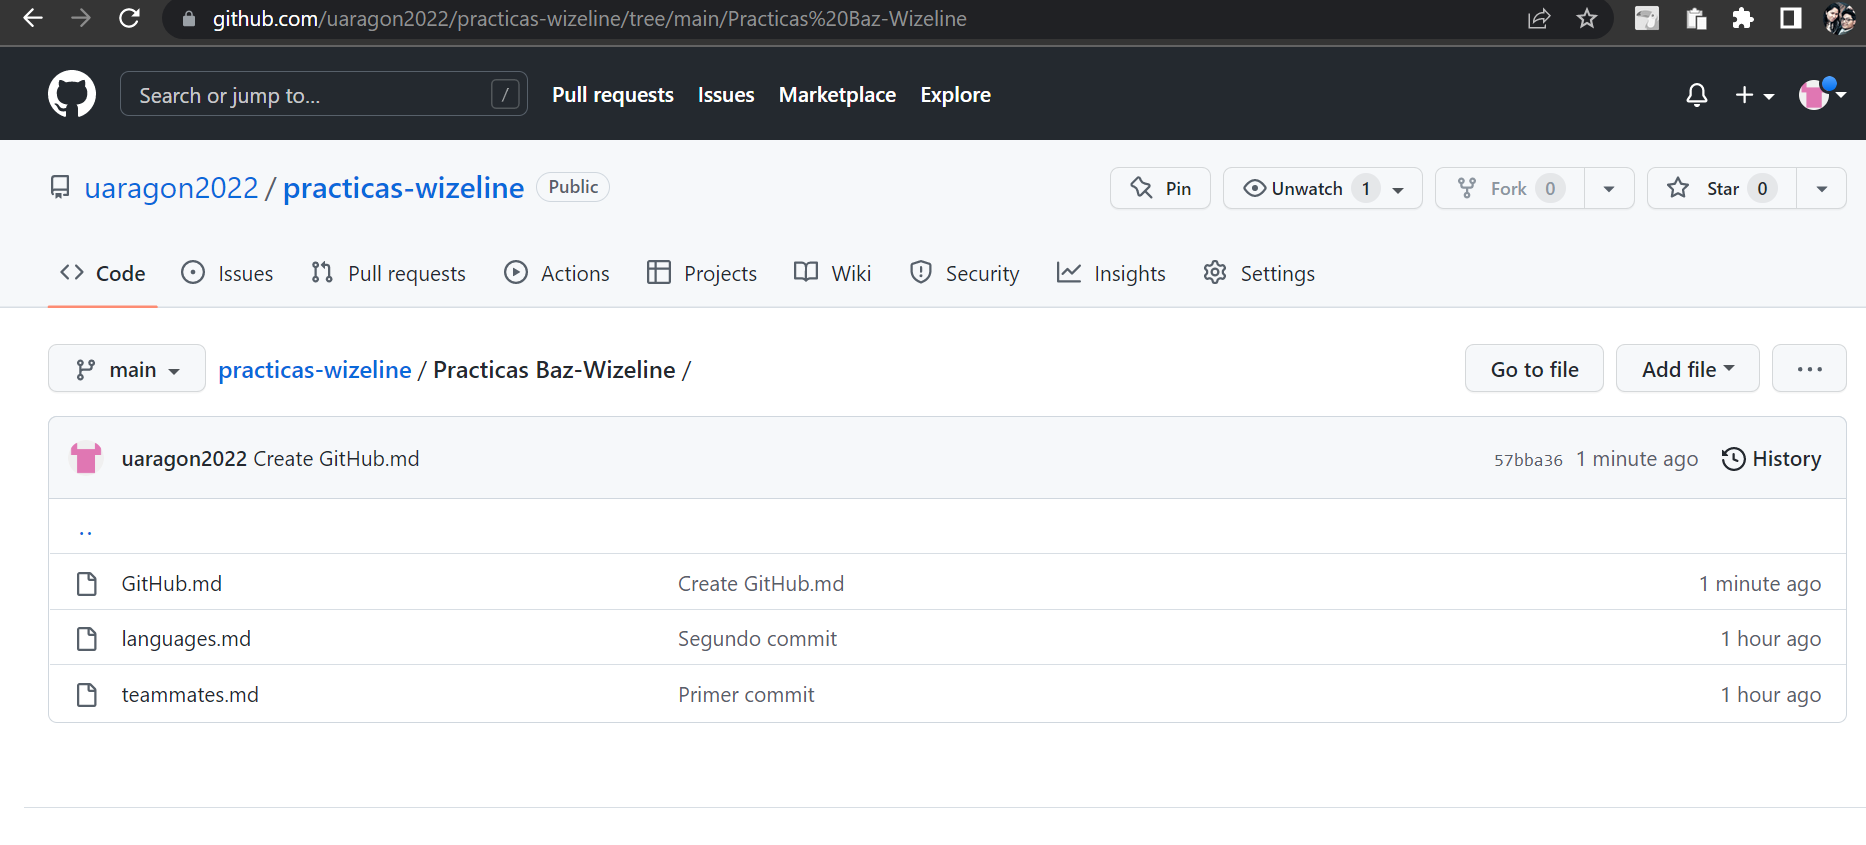 github.com/uaragon2022/practicas-wizeline/tree/main/Practicas%20Baz-Wizeline
Search or jump to... / Pull requests Issues Marketplace Explore
uaragon2022 / practicas-wizeline Public Pin Unwatch 1 Fork 0 Star 0
Code Issues Pull requests Actions Projects Wiki Security Insights Settings
main practicas-wizeline / Practicas Baz-Wizeline / Go to file Add file ...
uaragon2022 Create GitHub.md 57bba36 1 minute ago History
..
GitHub.md Create GitHub.md 1 minute ago
languages.md Segundo commit 1 hour ago
teammates.md Primer commit 1 hour ago